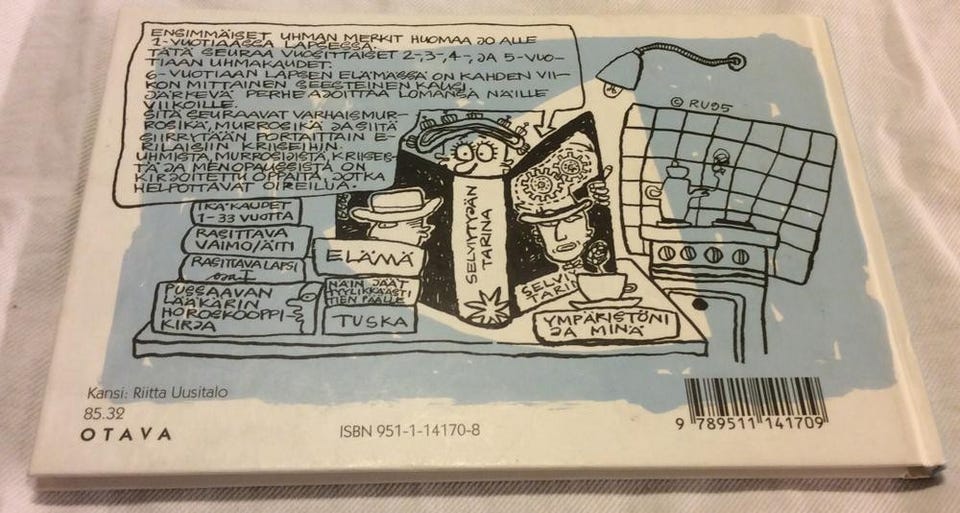 ENSIMMÄISET UHMAN MERKIT HUOMAA JO ALLE
1-VUOTIAASSA LAPSESSA.
TÄTÄ SEURAA VUOSITTAISET 2-,3-,4-, JA 5-VUO-
TIAAN UHMAKAUDET.
6-VUOTIAAN LAPSEN ELÄMÄSSÄ ON KAHDEN VII-
KON MITTAINEN SEESTEINEN KAUSI.
JÄRKEVÄ PERHE AJOITTAA LOMANSA NÄILLE
VIIKOILLE.
SITÄ SEURAAVAT VARHAISMUR-
ROSIKÄ, MURROSIKÄ JA SIITÄ
SIIRRYTÄÄN PORTAITTAIN E-
RILAISIIN KRIISEIHIN.
UHMISTA, MURROSIJISTÄ, KRIISEIS-
TÄ JA MENOPAUSSISTA ON
KIRJOITETTU OPPAITA, JOTKA
HELPOTTAVAT OIREILUA.
© RU95
IKÄKAUDET
1-33 VUOTTA
RASITTAVA
VAIMO/ÄITI
RASITTAVA LAPSI
osa I
PUSSAAVAN
LÄÄKÄRIN
HOROSKOOPPI-
KIRJA
ELÄMÄ
NÄIN JÄÄT
TYYLIKKÄÄSTI
TIEN PÄÄLLE
TUSKA
SELVIYTYJÄN
TARINA
SELVI
TARIN
YMPÄRISTÖNI
JA MINÄ
Kansi: Riitta Uusitalo
85.32
OTAVA
ISBN 951-1-14170-8
9 789511 141709